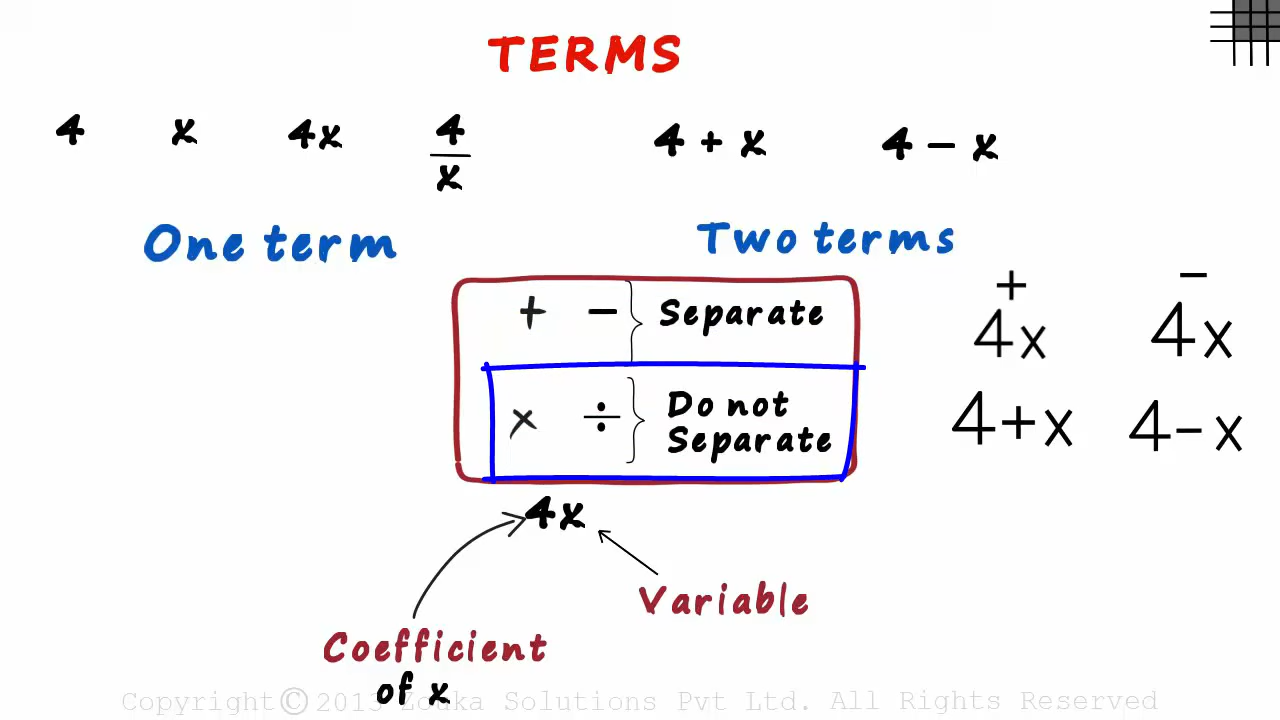 TERMS
4 x 4x 4/x 4 + x 4 - x
One term Two terms
+ - } Separate
× ÷ } Do not
Separate
+ -
4x 4x
4+x 4-x
4x
Variable
Coefficient
of x
Copyright© 2013 Zouka Solutions Pvt Ltd. All Rights Reserved